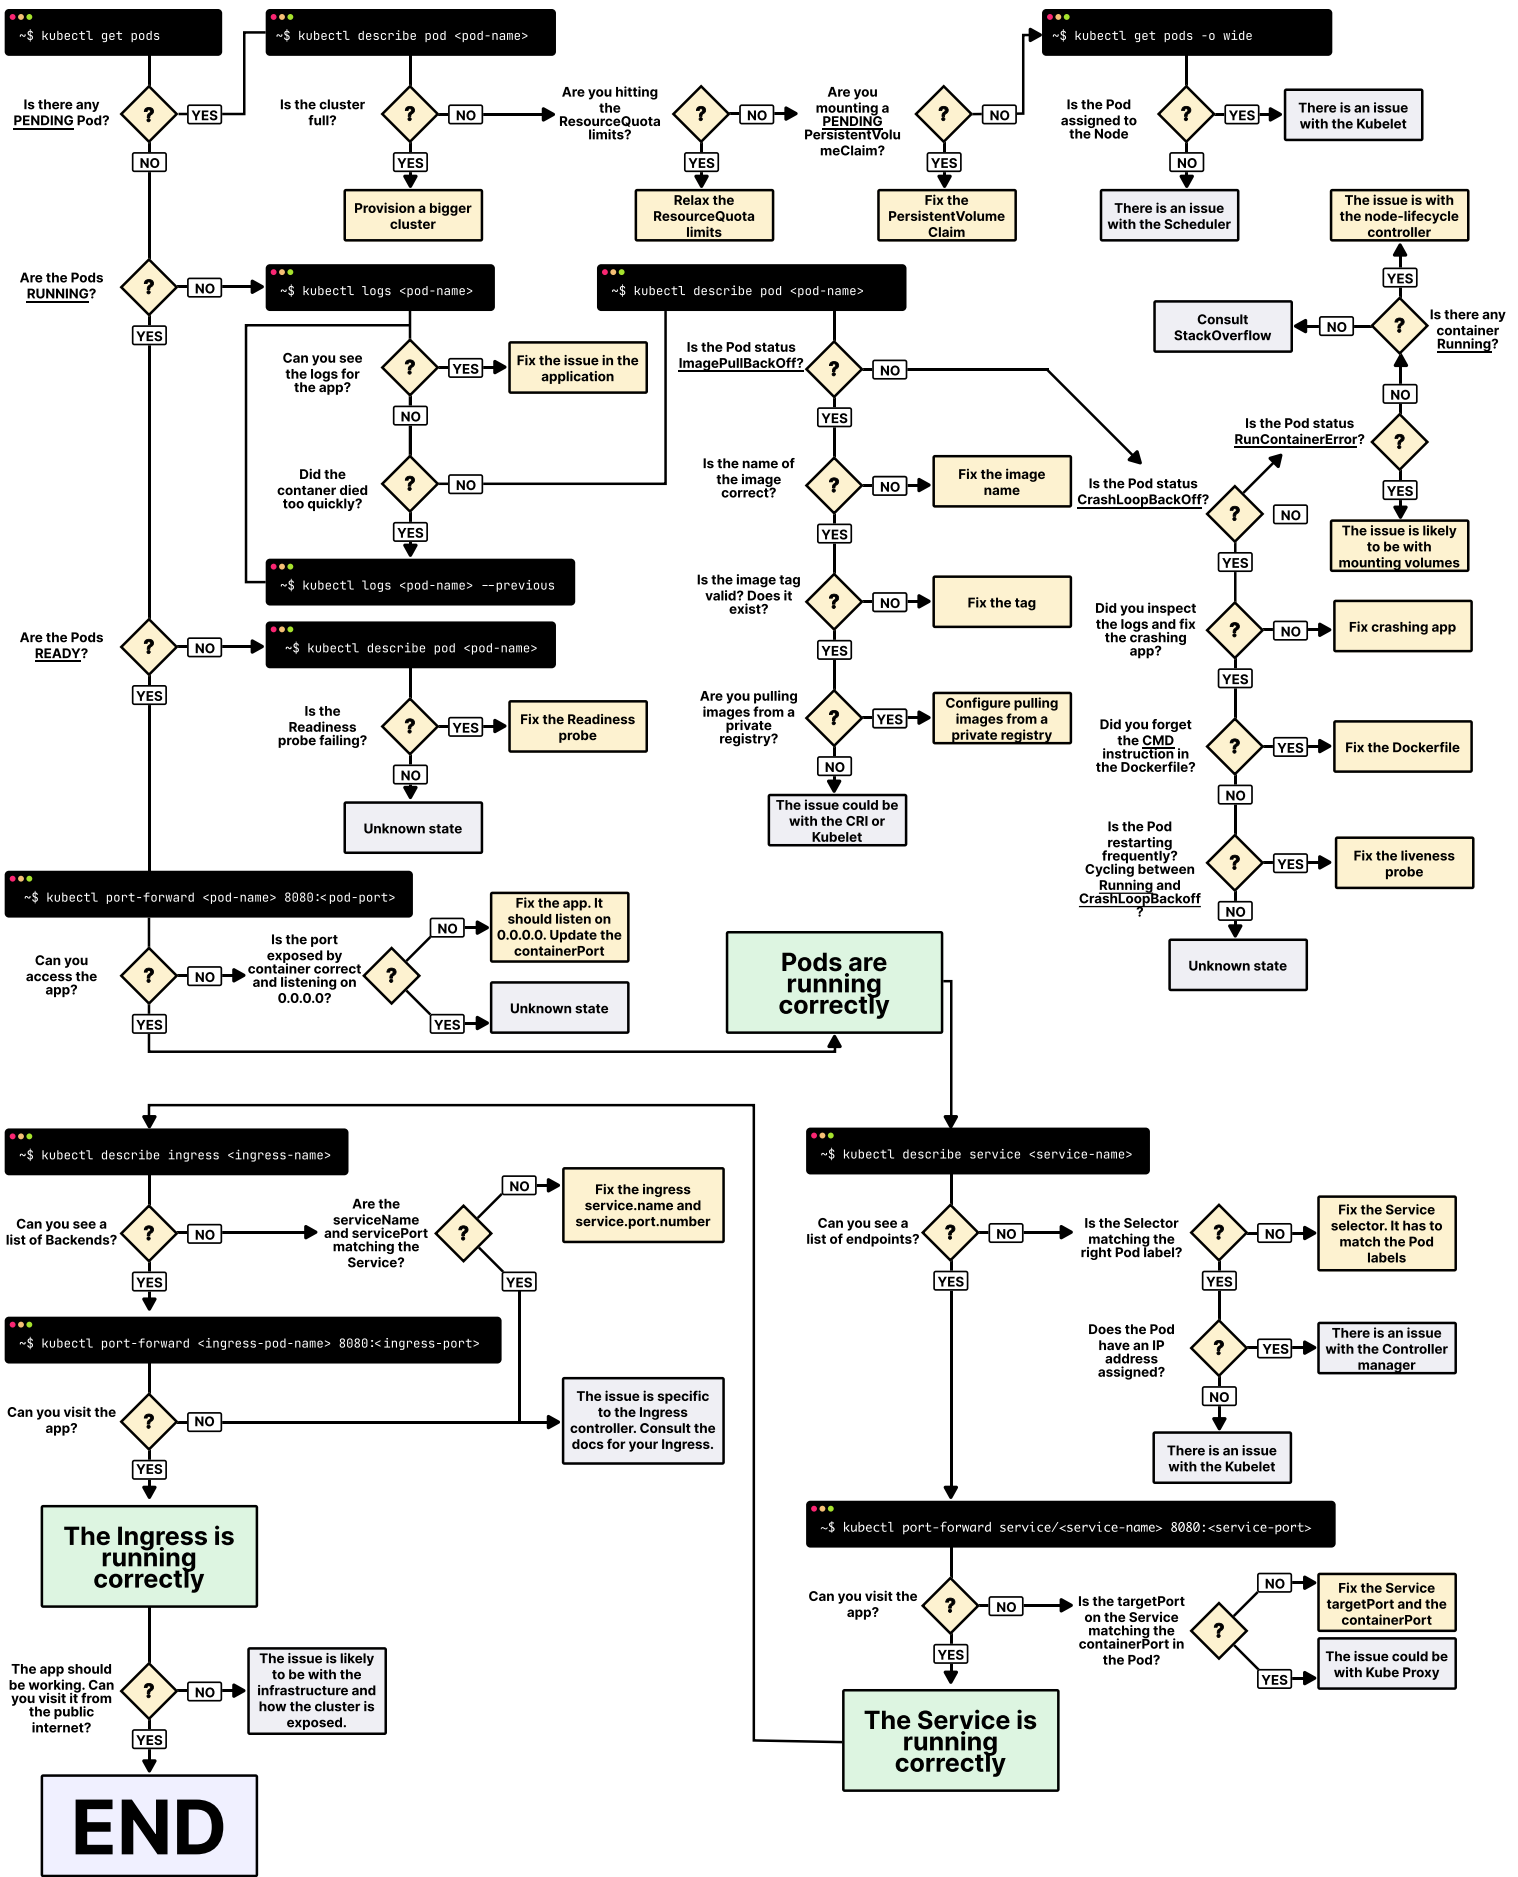 ~$ kubectl get pods
Is there any
PENDING Pod?
?
YES
NO
~$ kubectl describe pod <pod-name>
Is the cluster
full?
?
NO
YES
Provision a bigger
cluster
Are you hitting
the
ResourceQuota
limits?
?
NO
YES
Relax the
ResourceQuota
limits
Are you
mounting a
PENDING
PersistentVolu
meClaim?
?
NO
YES
Fix the
PersistentVolume
Claim
~$ kubectl get pods -o wide
Is the Pod
assigned to
the Node
?
YES
There is an issue
with the Kubelet
NO
There is an issue
with the Scheduler
Are the Pods
RUNNING?
?
NO
YES
~$ kubectl logs <pod-name>
Can you see
the logs for
the app?
?
YES
Fix the issue in the
application
NO
Did the
contaner died
too quickly?
?
NO
YES
~$ kubectl logs <pod-name> --previous
~$ kubectl describe pod <pod-name>
Is the Pod status
ImagePullBackOff?
?
NO
YES
Is the name of
the image
correct?
?
NO
Fix the image
name
YES
Is the image tag
valid? Does it
exist?
?
NO
Fix the tag
YES
Are you pulling
images from a
private
registry?
?
YES
Configure pulling
images from a
private registry
NO
The issue could be
with the CRI or
Kubelet
The issue is with
the node-lifecycle
controller
YES
Consult
StackOverflow
NO
?
Is there any
container
Running?
NO
Is the Pod status
RunContainerError?
?
YES
The issue is likely
to be with
mounting volumes
Is the Pod status
CrashLoopBackOff?
?
NO
YES
Did you inspect
the logs and fix
the crashing
app?
?
NO
Fix crashing app
YES
Did you forget
the CMD
instruction in
the Dockerfile?
?
YES
Fix the Dockerfile
NO
Is the Pod
restarting
frequently?
Cycling between
Running and
CrashLoopBackoff
?
?
YES
Fix the liveness
probe
NO
Unknown state
Are the Pods
READY?
?
NO
YES
~$ kubectl describe pod <pod-name>
Is the
Readiness
probe failing?
?
YES
Fix the Readiness
probe
NO
Unknown state
~$ kubectl port-forward <pod-name> 8080:<pod-port>
Can you
access the
app?
?
NO
YES
Is the port
exposed by
container correct
and listening on
0.0.0.0?
?
NO
Fix the app. It
should listen on
0.0.0.0. Update the
containerPort
YES
Unknown state
Pods are
running
correctly
~$ kubectl describe ingress <ingress-name>
Can you see a
list of Backends?
?
NO
YES
Are the
serviceName
and servicePort
matching the
Service?
?
NO
Fix the ingress
service.name and
service.port.number
YES
~$ kubectl port-forward <ingress-pod-name> 8080:<ingress-port>
Can you visit the
app?
?
NO
The issue is specific
to the Ingress
controller. Consult the
docs for your Ingress.
YES
The Ingress is
running
correctly
The app should
be working. Can
you visit it from
the public
internet?
?
NO
The issue is likely
to be with the
infrastructure and
how the cluster is
exposed.
YES
END
~$ kubectl describe service <service-name>
Can you see a
list of endpoints?
?
NO
YES
Is the Selector
matching the
right Pod label?
?
NO
Fix the Service
selector. It has to
match the Pod
labels
YES
Does the Pod
have an IP
address
assigned?
?
YES
There is an issue
with the Controller
manager
NO
There is an issue
with the Kubelet
~$ kubectl port-forward service/<service-name> 8080:<service-port>
Can you visit the
app?
?
NO
YES
Is the targetPort
on the Service
matching the
containerPort in
the Pod?
?
NO
Fix the Service
targetPort and the
containerPort
YES
The issue could be
with Kube Proxy
The Service is
running
correctly